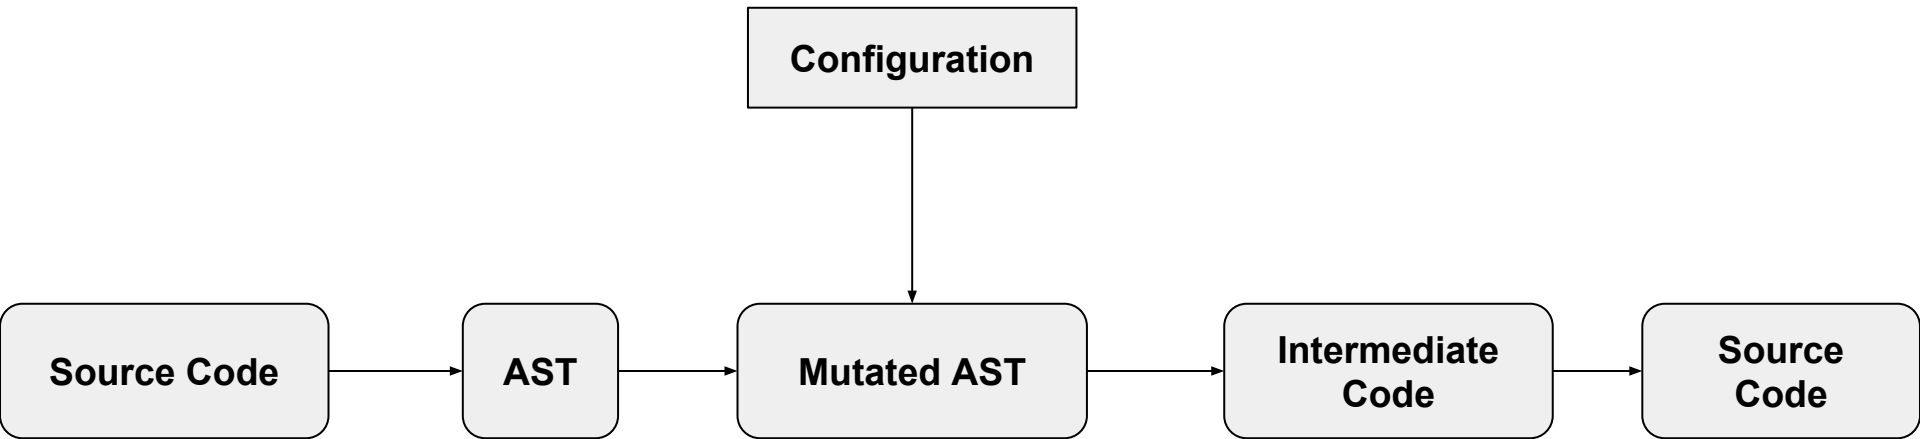 Configuration
Source Code
AST
Mutated AST
Intermediate
Code
Source
Code